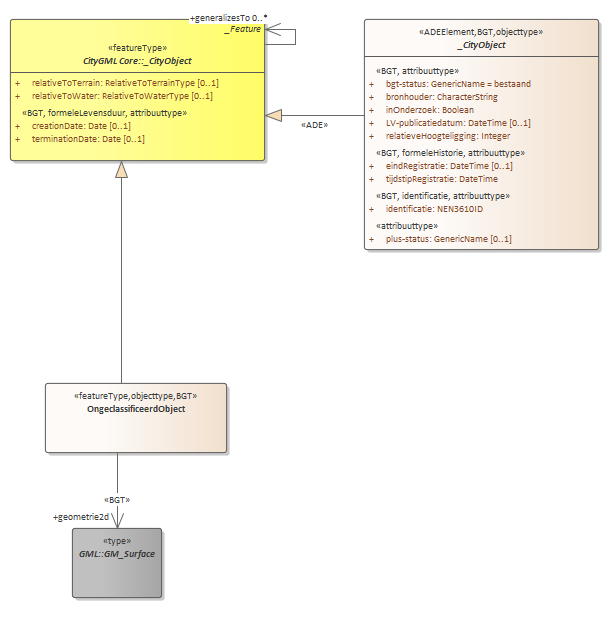 +generalizesTo 0..*
_Feature
«featureType»
CityGML Core::_CityObject
+ relativeToTerrain: RelativeToTerrainType [0..1]
+ relativeToWater: RelativeToWaterType [0..1]
«BGT, formeleLevensduur, attribuuttype»
+ creationDate: Date [0..1]
+ terminationDate: Date [0..1]
«ADE»
«ADEElement,BGT,objecttype»
_CityObject
«BGT, attribuuttype»
+ bgt-status: GenericName = bestaand
+ bronhouder: CharacterString
+ inOnderzoek: Boolean
+ LV-publicatiedatum: DateTime [0..1]
+ relatieveHoogteligging: Integer
«BGT, formeleHistorie, attribuuttype»
+ eindRegistratie: DateTime [0..1]
+ tijdstipRegistratie: DateTime
«BGT, identificatie, attribuuttype»
+ identificatie: NEN3610ID
«attribuuttype»
+ plus-status: GenericName [0..1]
«featureType,objecttype,BGT»
OngeclassificeerdObject
«BGT»
+geometrie2d
«type»
GML::GM_Surface